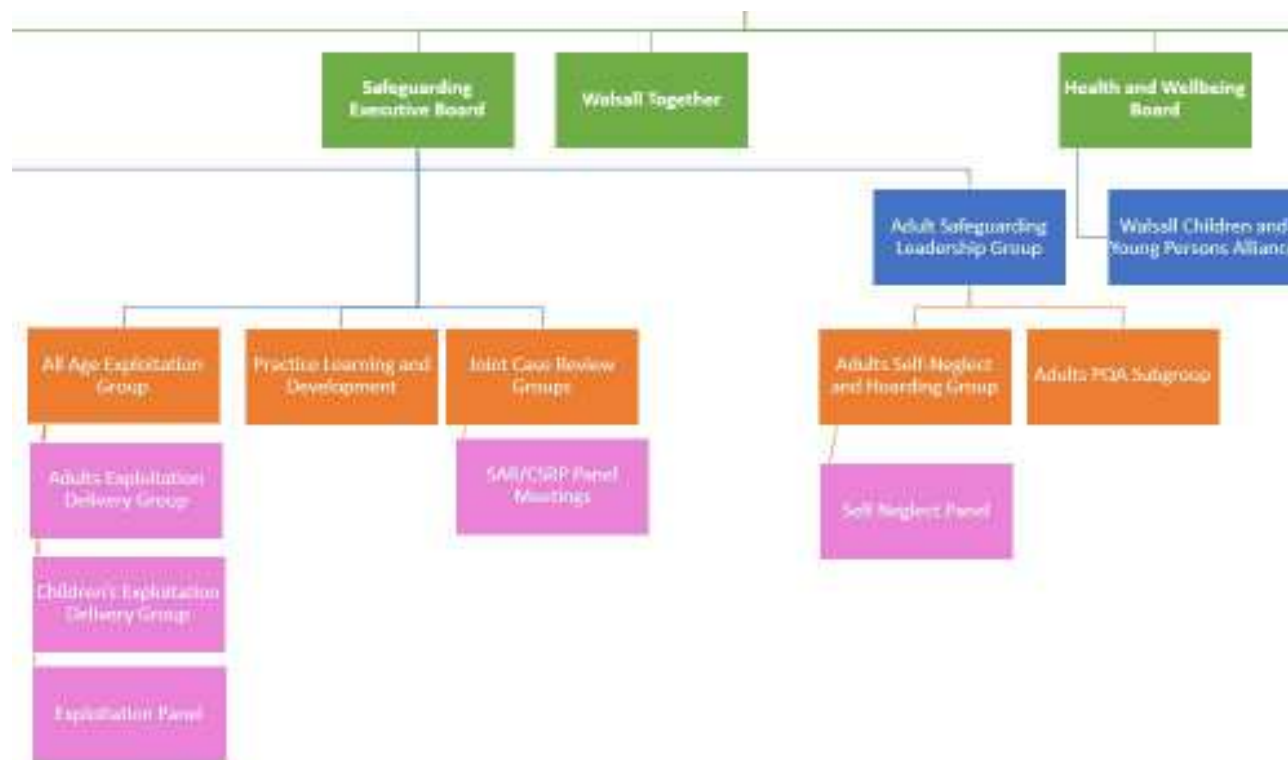 Safeguarding
Executive Board
Walsall Together
Health and Wellbeing
Board
Adult Safeguarding
Leadership Group
Walsall Children and
Young Persons Alliance
All Age Exploitation
Group
Practice Learning and
Development
Joint Case Review
Groups
Adults Self-Neglect
and Hoarding Group
Adults PQA Subgroup
Adults Exploitation
Delivery Group
SAR/CSRP Panel
Meetings
Self Neglect Panel
Children's Exploitation
Delivery Group
Exploitation Panel